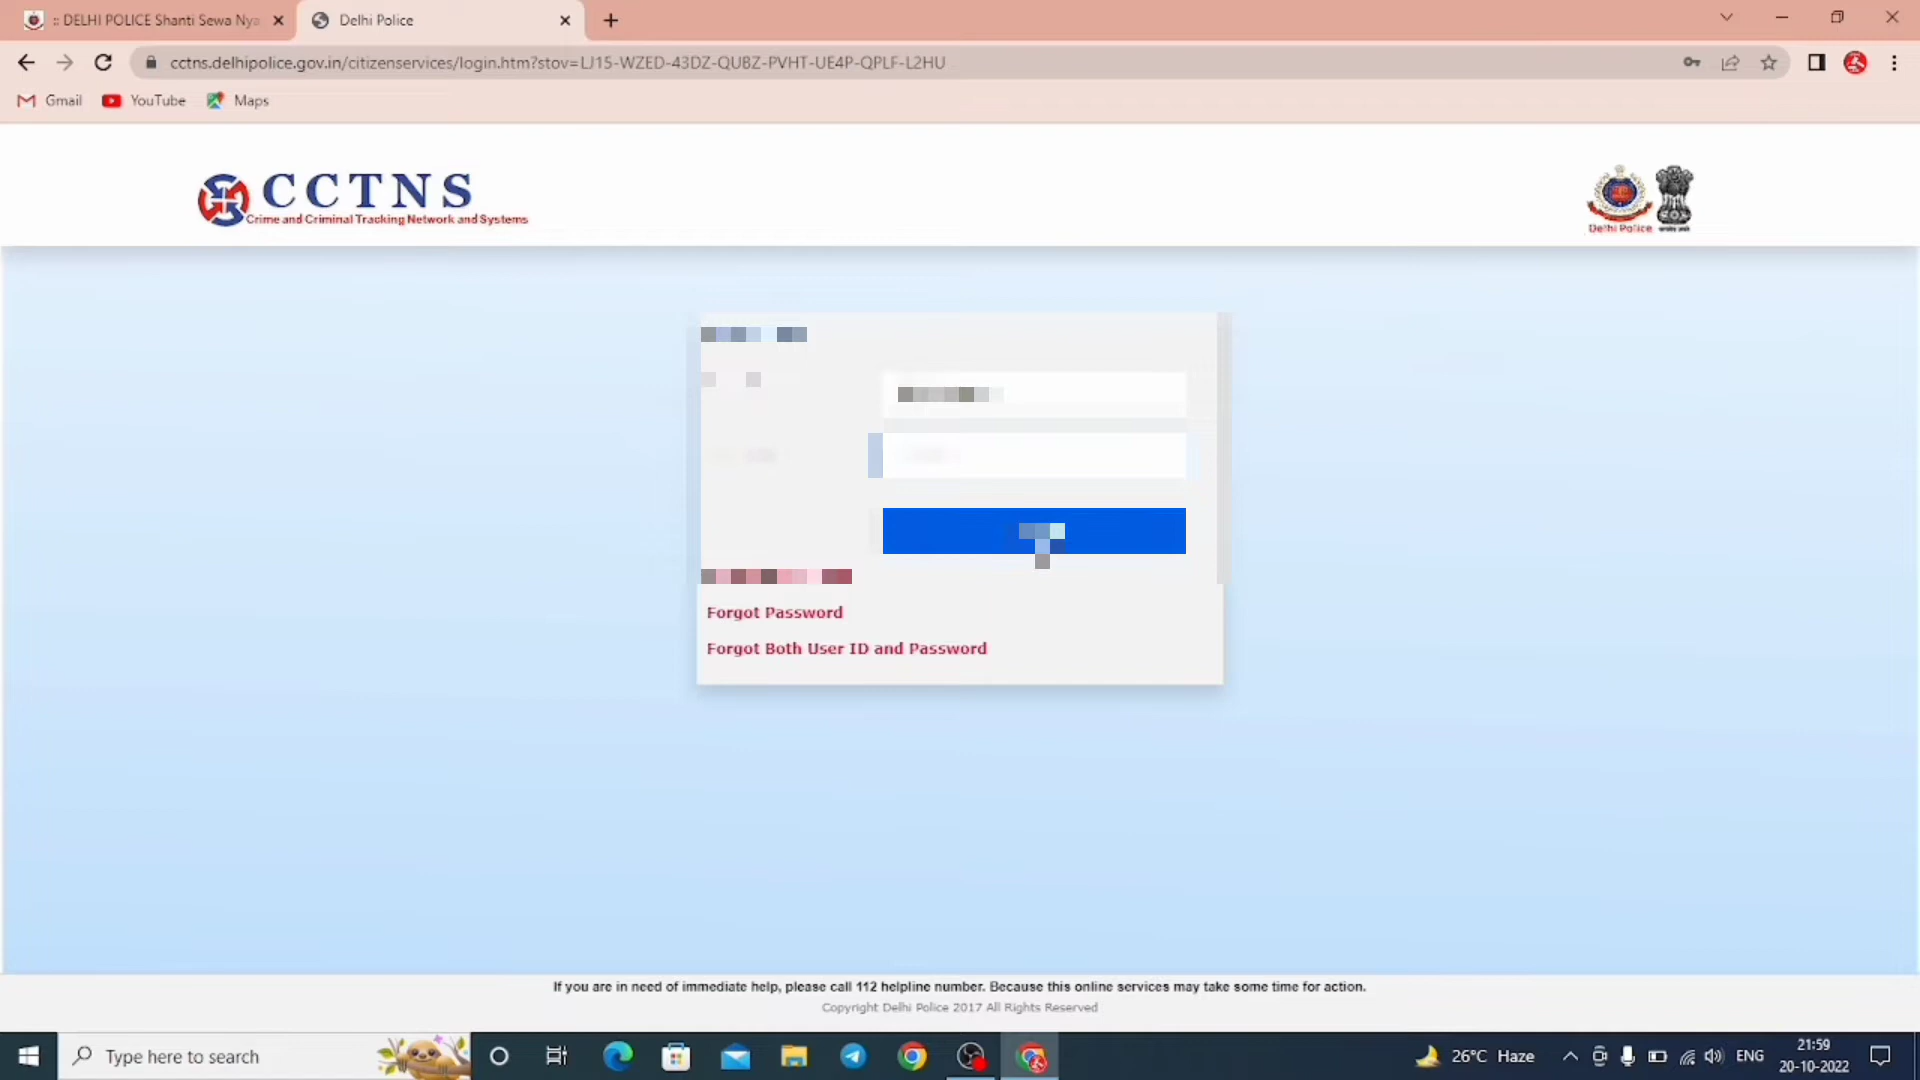 :: DELHI POLICE Shanti Sewa Nya
Delhi Police
cctns.delhipolice.gov.in/citizenservices/login.htm?stov=LJ15-WZED-43DZ-QUBZ-PVHT-UE4P-QPLF-L2HU
Gmail
YouTube
Maps
CCTNS
Crime and Criminal Tracking Network and Systems
Delhi Police
Forgot Password
Forgot Both User ID and Password
If you are in need of immediate help, please call 112 helpline number. Because this online services may take some time for action.
Copyright Delhi Police 2017 All Rights Reserved
Type here to search
26°C Haze
ENG
21:59
20-10-2022